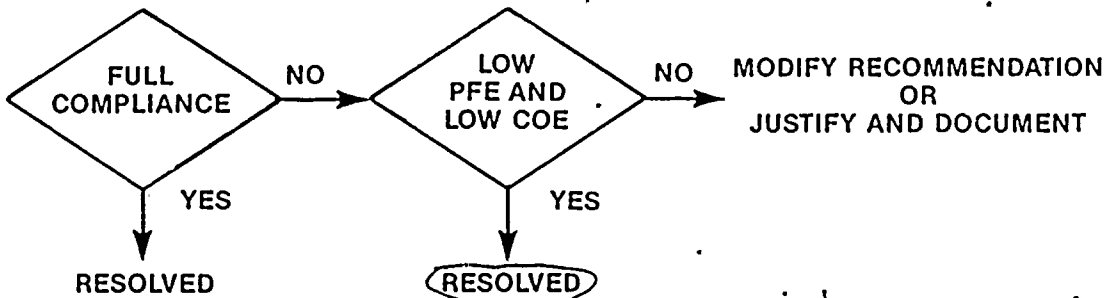 FULL
COMPLIANCE
NO
LOW
PFE AND
LOW COE
NO
MODIFY RECOMMENDATION
OR
JUSTIFY AND DOCUMENT
YES
YES
RESOLVED
RESOLVED